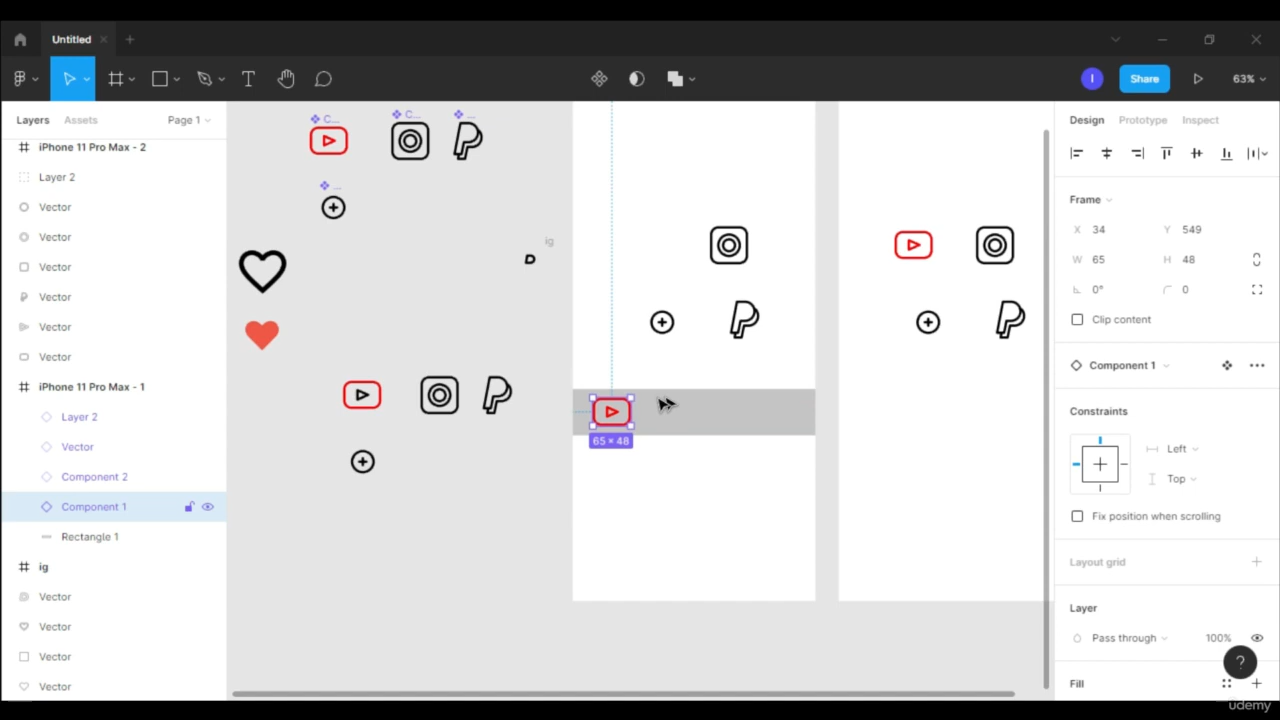 Untitled
I
Share
63%
Layers
Assets
Page 1
iPhone 11 Pro Max - 2
Layer 2
Vector
Vector
Vector
Vector
Vector
Vector
iPhone 11 Pro Max - 1
Layer 2
Vector
Component 2
Component 1
Rectangle 1
ig
Vector
Vector
Vector
Vector
C...
C...
...
...
ig
65 × 48
Design
Prototype
Inspect
Frame
X 34
Y 549
W 65
H 48
0°
0
Clip content
Component 1
Constraints
Left
Top
Fix position when scrolling
Layout grid
Layer
Pass through
100%
?
Fill
udemy